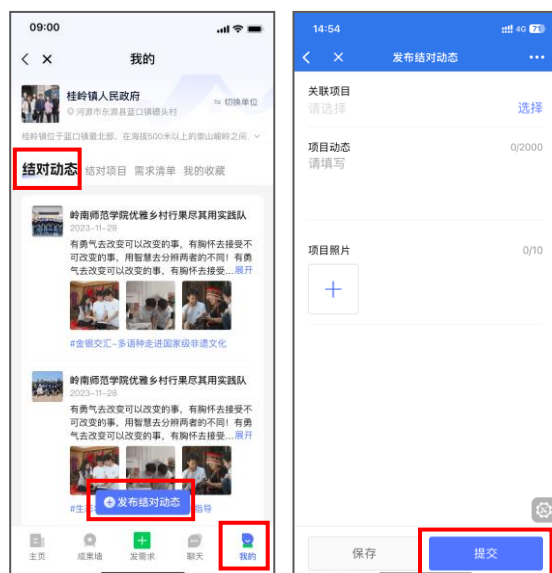 09:00
我的
桂岭镇人民政府
切换单位
河源市东源县蓝口镇礤头村
桂岭镇位于蓝口镇最北部，在海拔500米以上的崇山峻岭之间.
结对动态 结对项目 需求清单 我的收藏
岭南师范学院优雅乡村行果尽其用实践队
2023-11-28
有勇气去改变可以改变的事，有胸怀去接受不
可改变的事，用智慧去分辨两者的不同！有勇
气去改变可以改变的事，有胸怀去接受...展开
#金银交汇-多语种走进国家级非遗文化
岭南师范学院优雅乡村行果尽其用实践队
2023-11-28
有勇气去改变可以改变的事，有胸怀去接受不
可改变的事，用智慧去分辨两者的不同！有勇
气去改变可以改变的事，有胸怀去接受...展开
发布结对动态
#生 指导
主页 成果墙 发需求 聊天 我的
14:54
4G 71
发布结对动态
关联项目
请选择 选择
项目动态 0/2000
请填写
项目照片 0/10
保存 提交